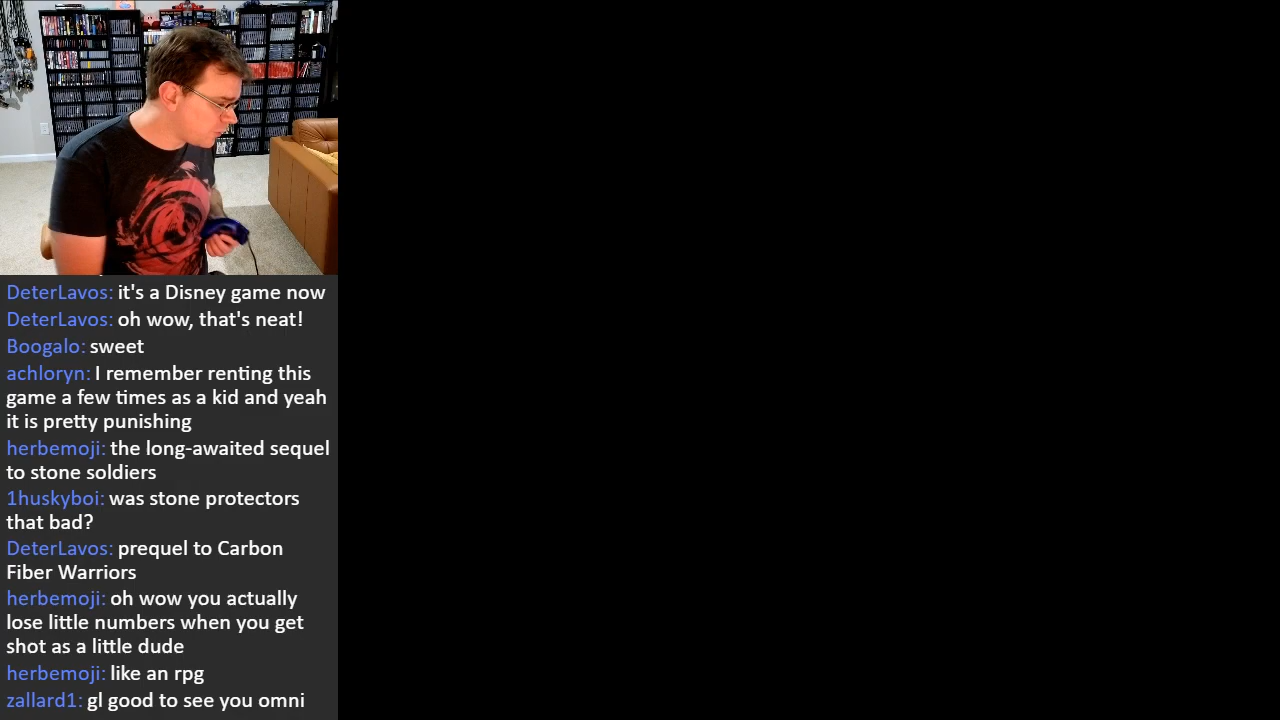 DeterLavos: it's a Disney game now
DeterLavos: oh wow, that's neat!
Boogalo: sweet
achloryn: I remember renting this
game a few times as a kid and yeah
it is pretty punishing
herbemoji: the long-awaited sequel
to stone soldiers
1huskyboi: was stone protectors
that bad?
DeterLavos: prequel to Carbon
Fiber Warriors
herbemoji: oh wow you actually
lose little numbers when you get
shot as a little dude
herbemoji: like an rpg
zallard1: gl good to see you omni